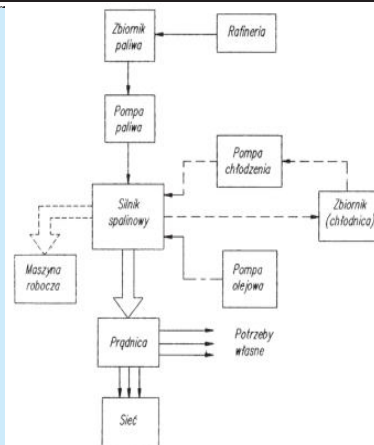 Zbiornik
paliwa
Rafineria
Pompa
paliwa
Pompa
chłodzenia
Silnik
spalinowy
Zbiornik
(chłodnica)
Maszyna
robocza
Pompa
olejowa
Prądnica
Potrzeby
własne
Sieć